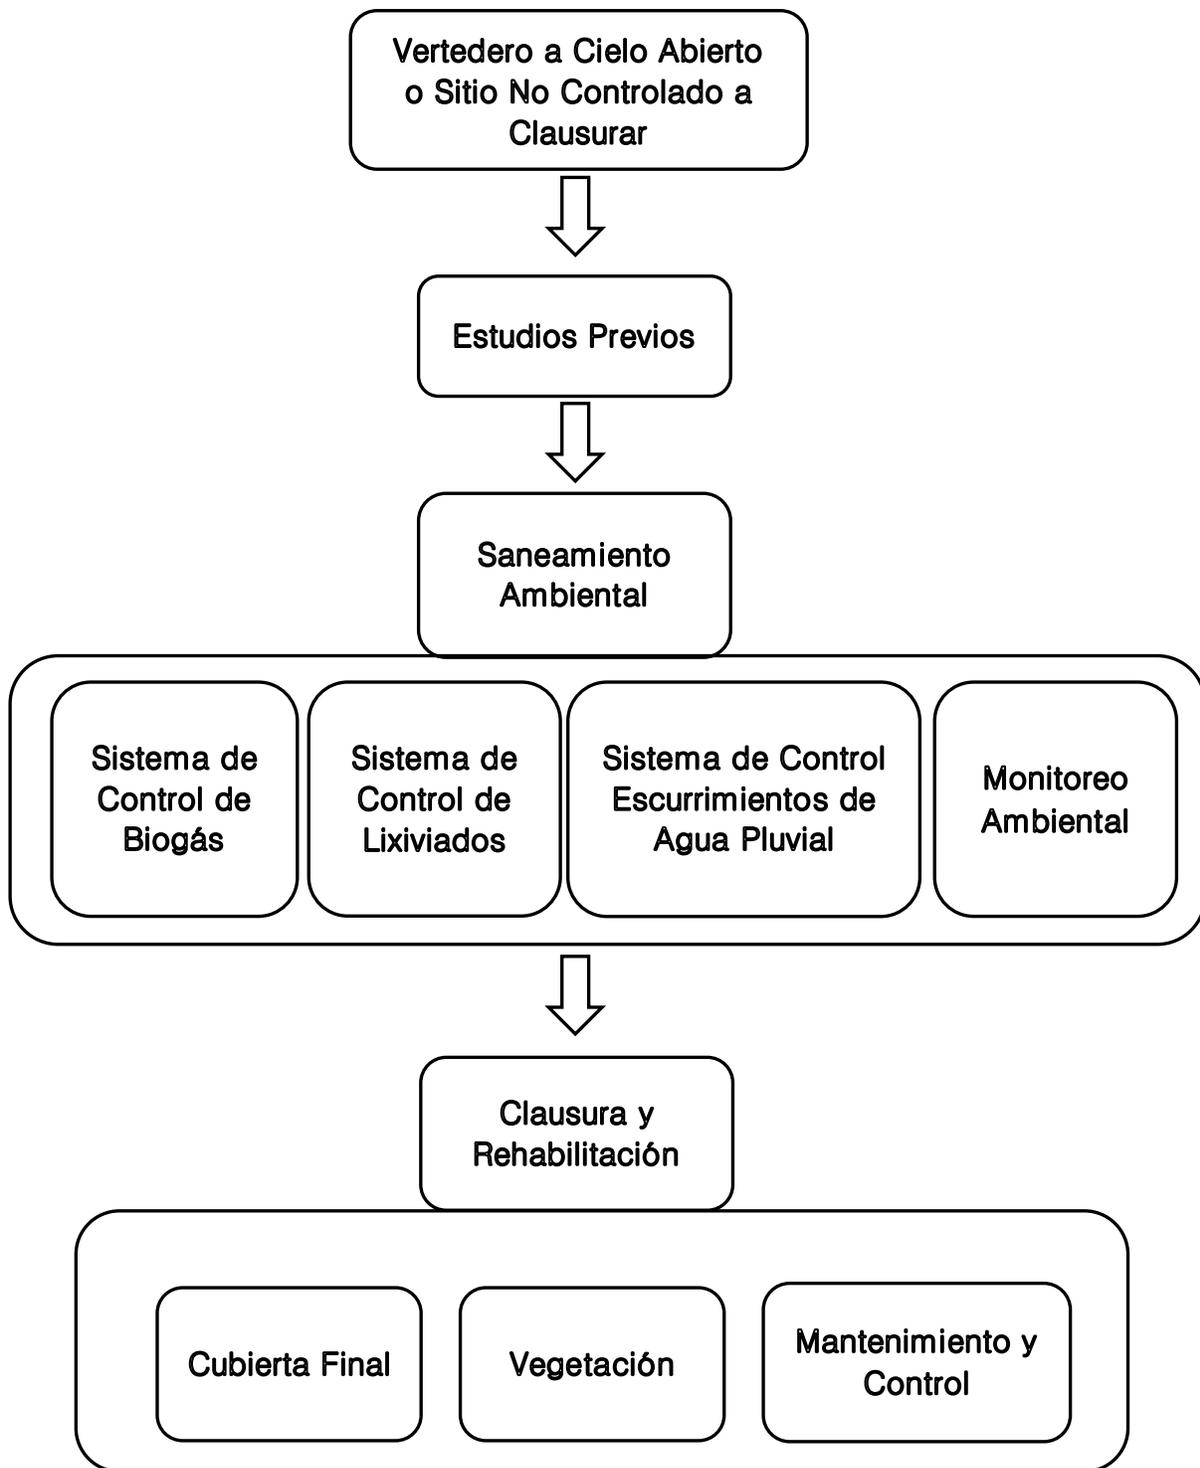 Vertedero a Cielo Abierto
o Sitio No Controlado a
Clausurar
Estudios Previos
Saneamiento
Ambiental
Sistema de
Control de
Biogás
Sistema de
Control de
Lixiviados
Sistema de Control
Escurrimientos de
Agua Pluvial
Monitoreo
Ambiental
Clausura y
Rehabilitación
Cubierta Final
Vegetación
Mantenimiento y
Control